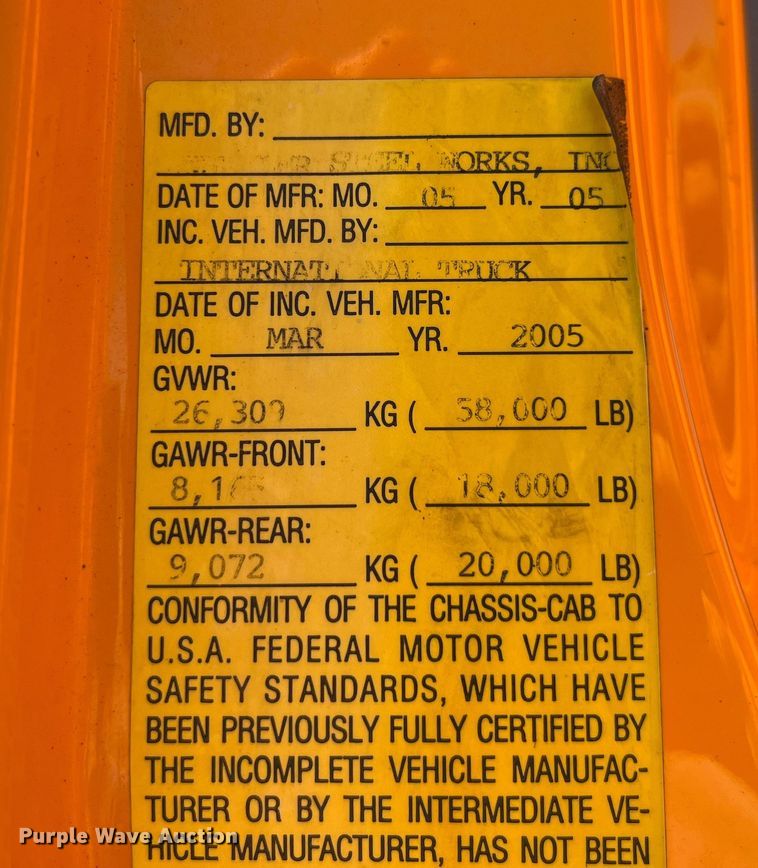 MFD. BY:
STEEL WORKS, INC
DATE OF MFR: MO. 05 YR. 05
INC. VEH. MFD. BY:
INTERNATIONAL TRUCK
DATE OF INC. VEH. MFR:
MO. MAR YR. 2005
GVWR:
26,309 KG ( 58,000 LB)
GAWR-FRONT:
KG ( 18,000 LB)
GAWR-REAR:
9,072 KG ( 20,000 LB)
CONFORMITY OF THE CHASSIS-CAB TO
U.S.A. FEDERAL MOTOR VEHICLE
SAFETY STANDARDS, WHICH HAVE
BEEN PREVIOUSLY FULLY CERTIFIED BY
THE INCOMPLETE VEHICLE MANUFAC-
TURER OR BY THE INTERMEDIATE VE-
HICLE MANUFACTURER, HAS NOT BEEN
Purple Wave Auction